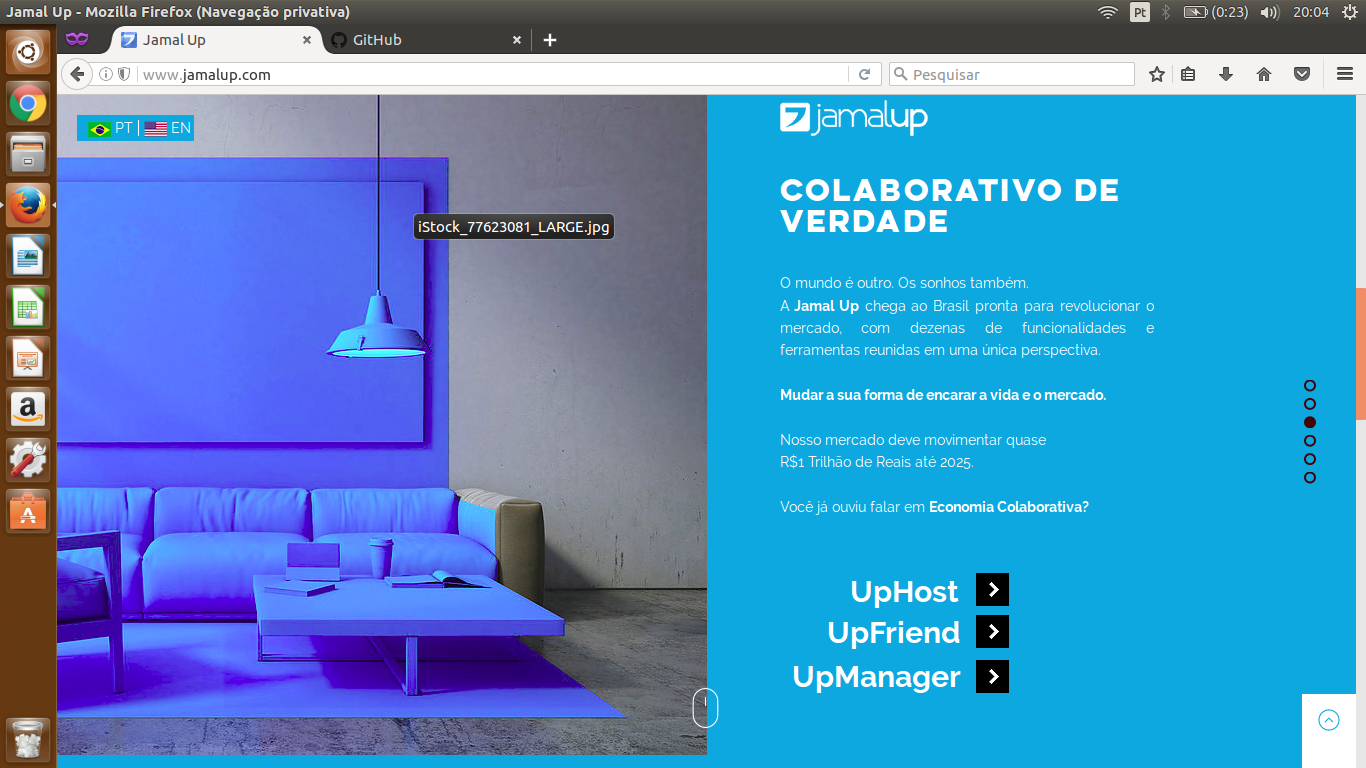 Jamal Up - Mozilla Firefox (Navegação privativa)
Pt
(0:23)
20:04
Jamal Up
GitHub
www.jamalup.com
Pesquisar
PT | EN
iStock_77623081_LARGE.jpg
jamalup
COLABORATIVO DE
VERDADE
O mundo é outro. Os sonhos também.
A Jamal Up chega ao Brasil pronta para revolucionar o
mercado, com dezenas de funcionalidades e
ferramentas reunidas em uma única perspectiva.
Mudar a sua forma de encarar a vida e o mercado.
Nosso mercado deve movimentar quase
R$1 Trilhão de Reais até 2025.
Você já ouviu falar em Economia Colaborativa?
UpHost
UpFriend
UpManager